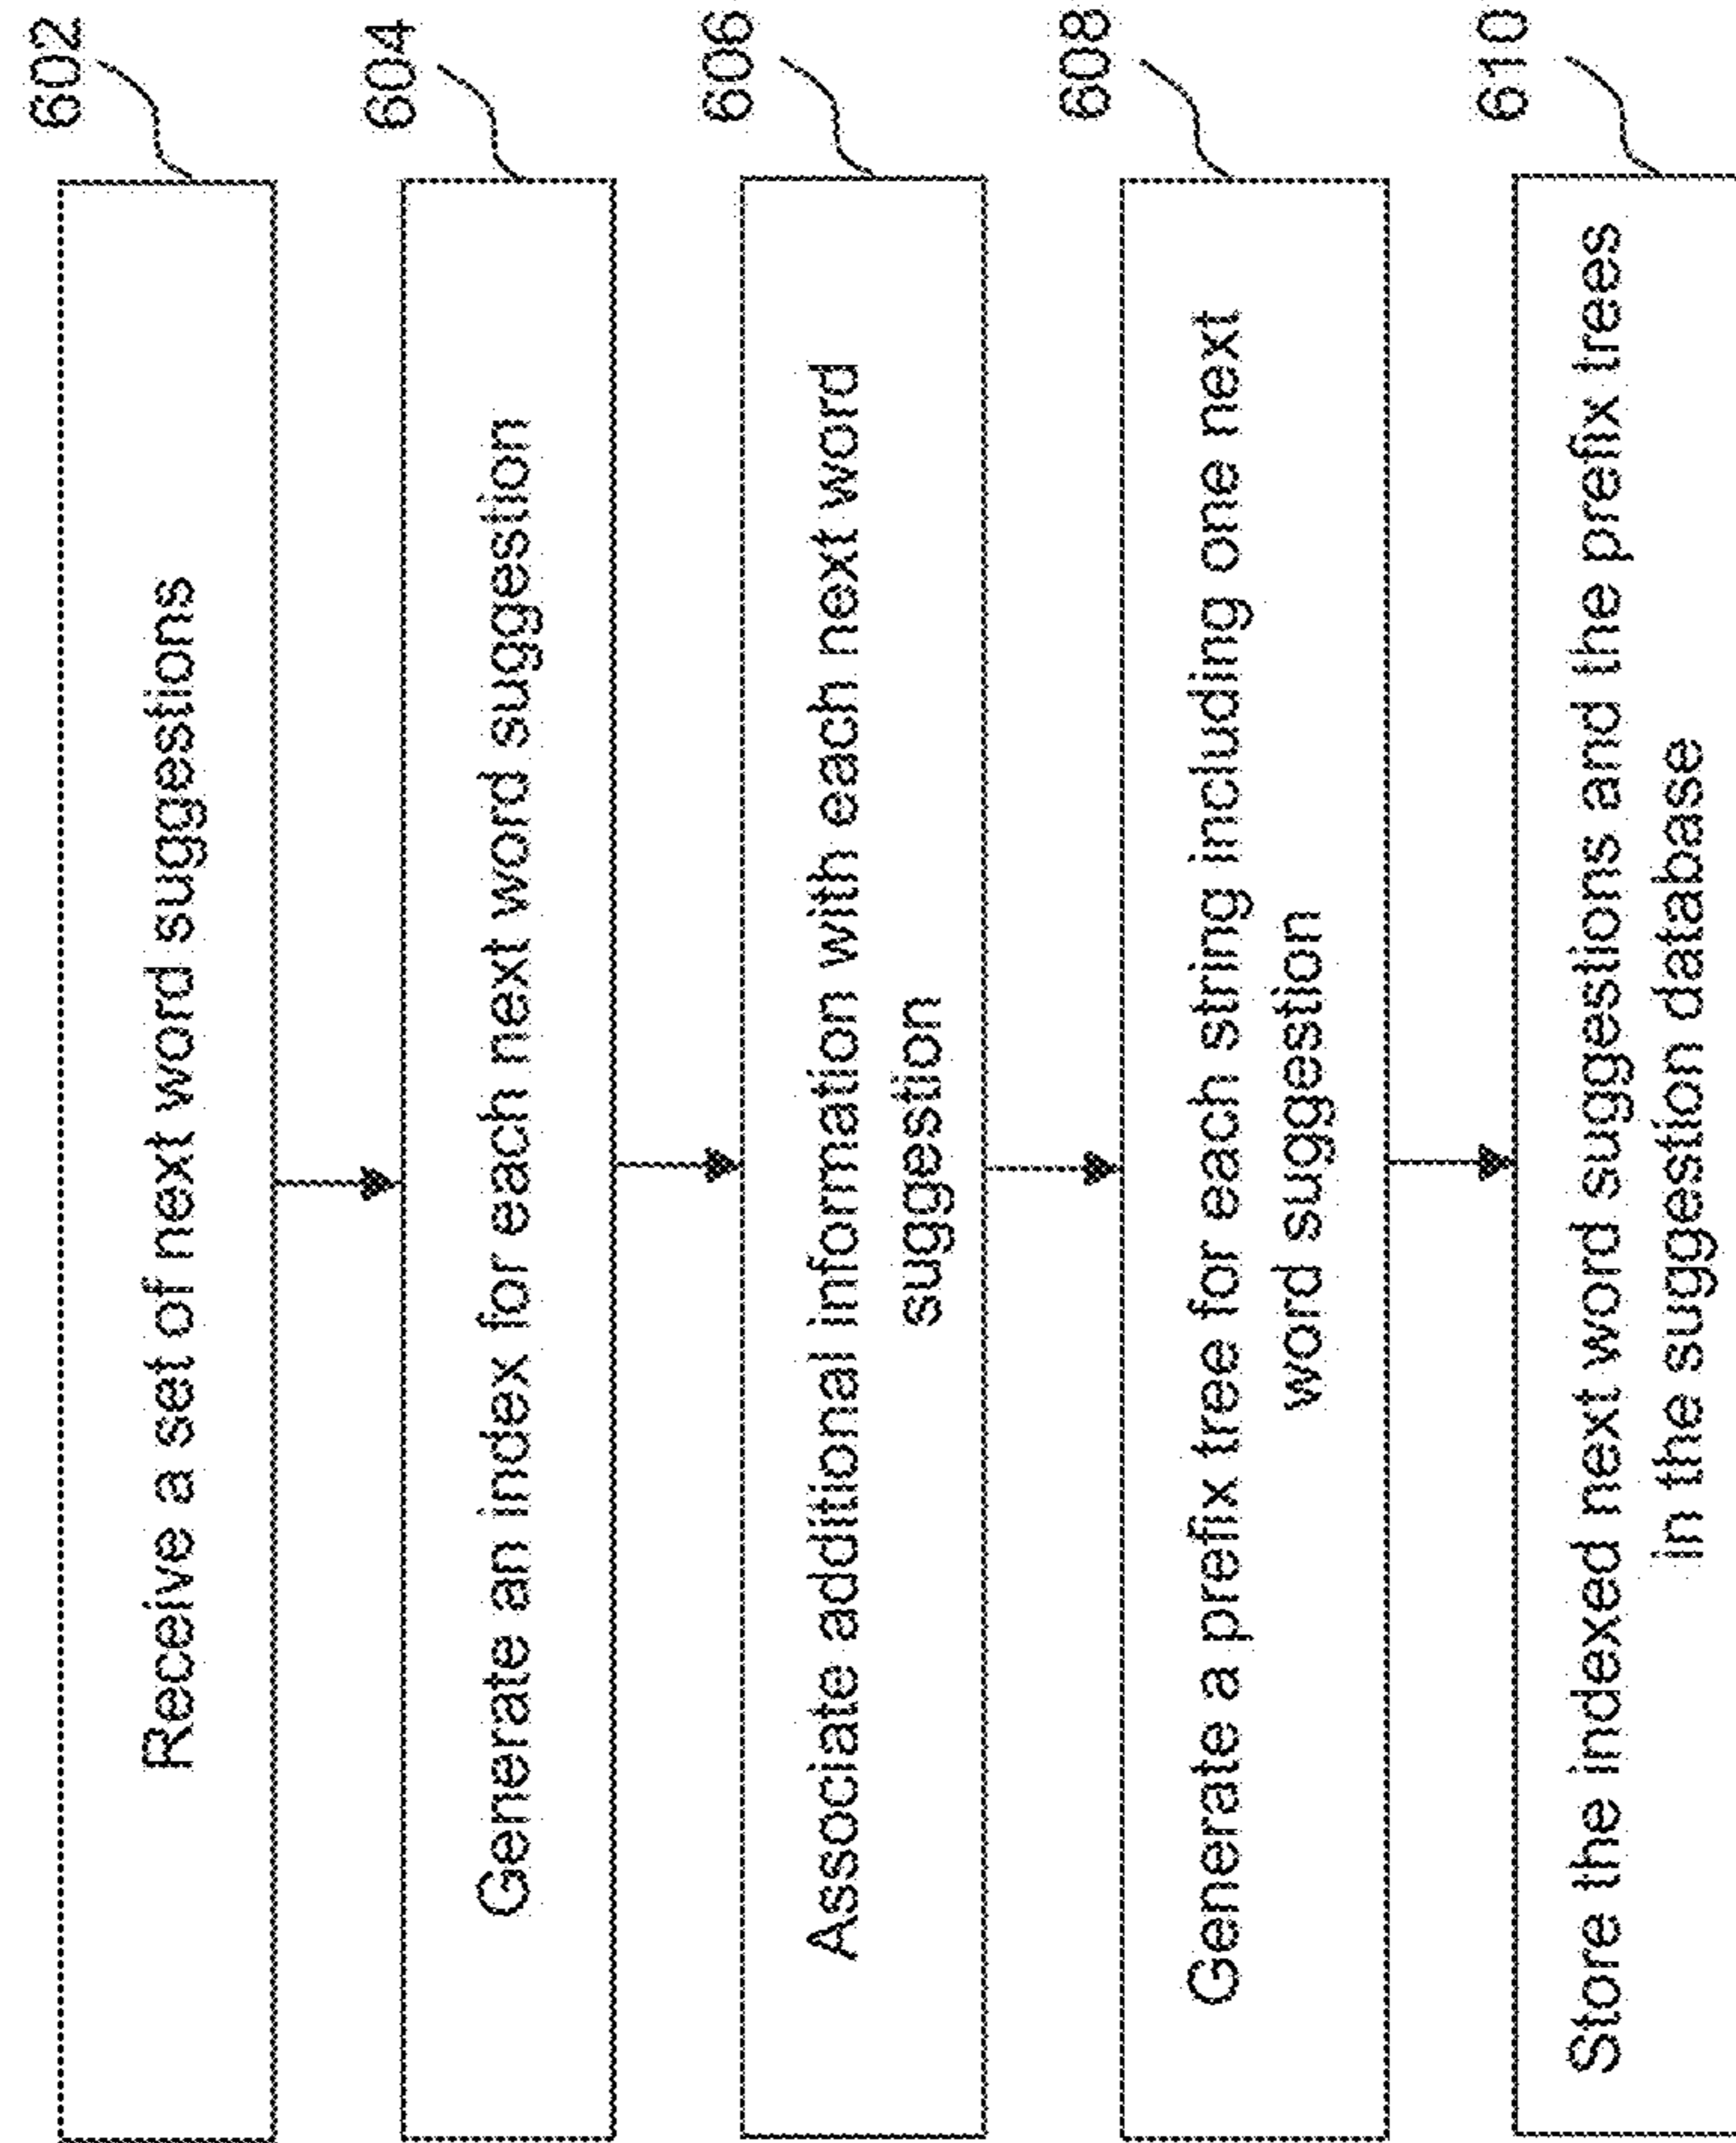 602
Receive a set of next word suggestions
604
Generate an index for each next word suggestion
606
Associate additional information with each next word
suggestion
608
Generate a prefix tree for each string including one next
word suggestion
610
Store the indexed next word suggestions and the prefix trees
in the suggestion database